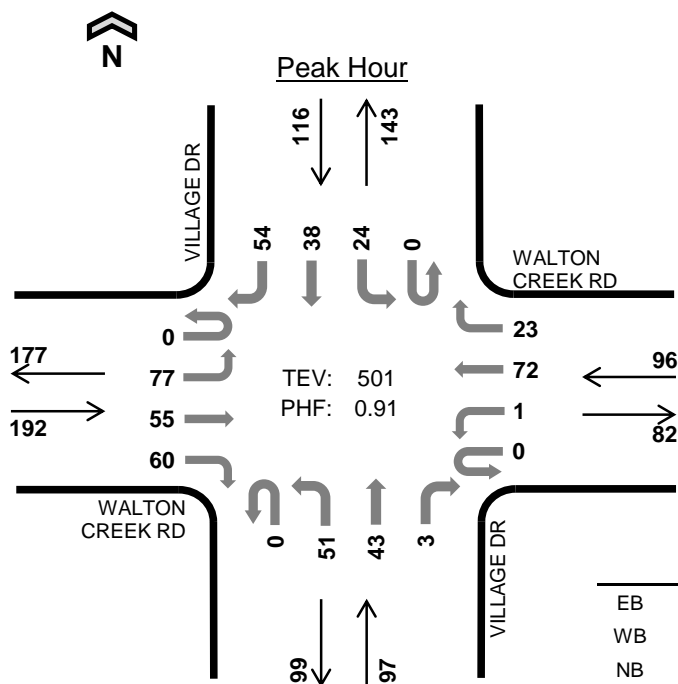 N
Peak Hour
116
143
VILLAGE DR
54
38
24
0
WALTON
CREEK RD
0
23
177
77
72
96
TEV: 501
PHF: 0.91
192
55
1
82
60
0
WALTON
CREEK RD
0
51
43
3
VILLAGE DR
99
97
EB
WB
NB